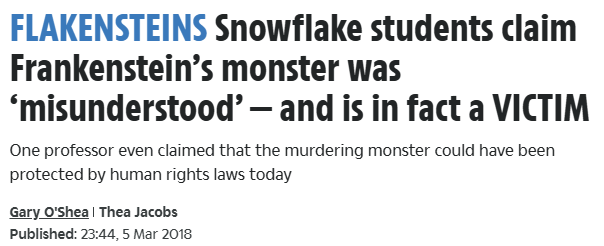 FLAKENSTEINS Snowflake students claim
Frankenstein’s monster was
‘misunderstood’ – and is in fact a VICTIM
One professor even claimed that the murdering monster could have been
protected by human rights laws today
Gary O'Shea | Thea Jacobs
Published: 23:44, 5 Mar 2018